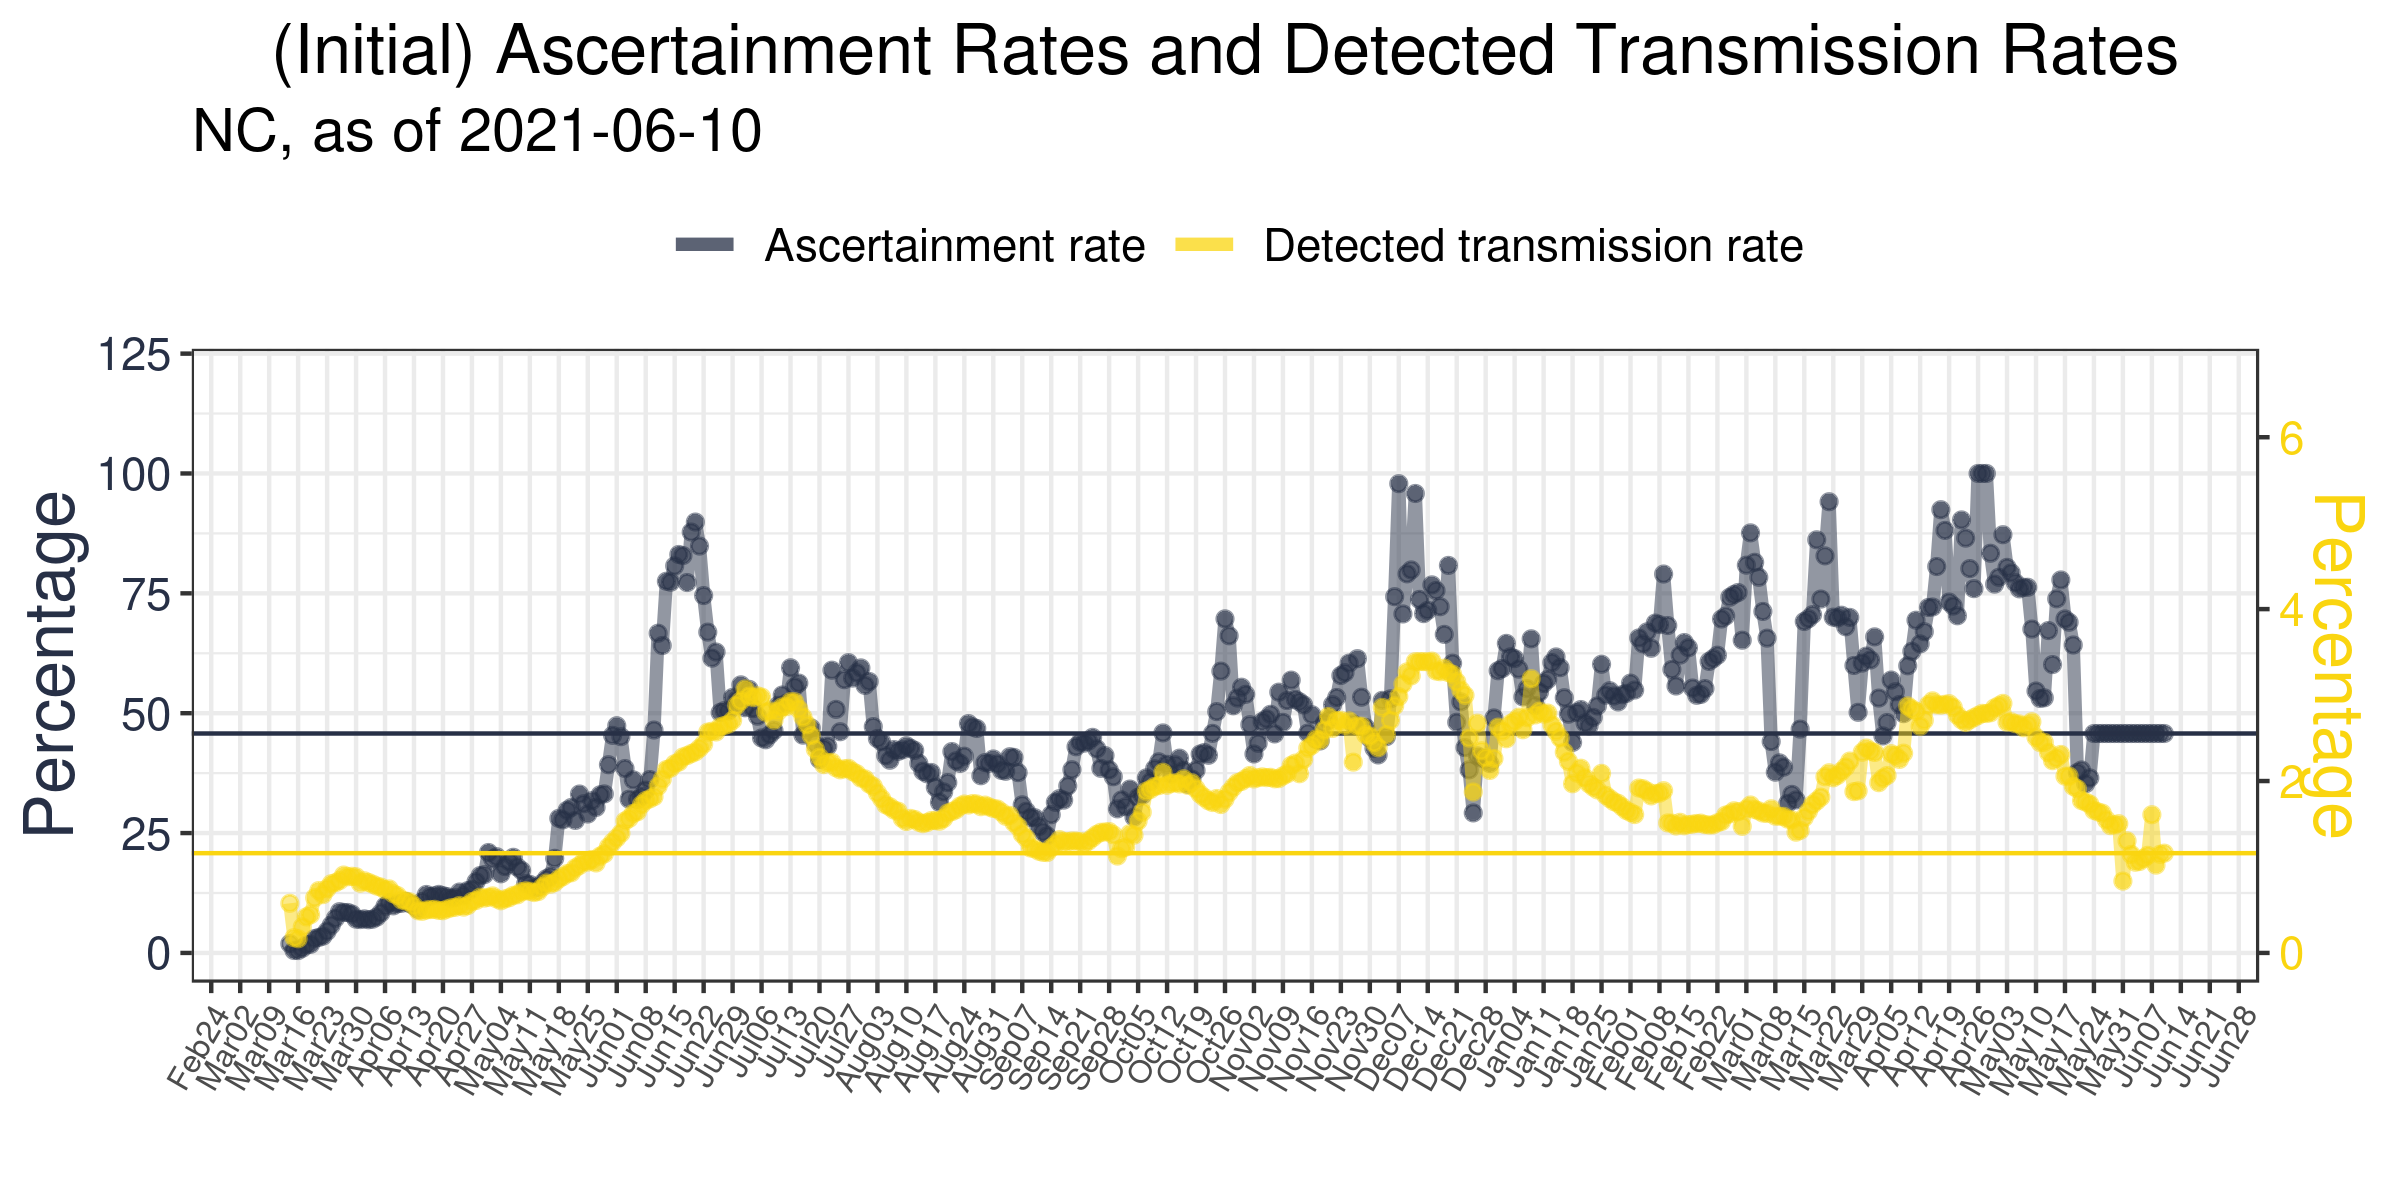 (Initial) Ascertainment Rates and Detected Transmission Rates
NC, as of 2021-06-10
Ascertainment rate
Detected transmission rate
Percentage
125
100
75
50
25
0
6
4
2
0
Percentage
Feb24
Mar02
Mar09
Mar16
Mar23
Mar30
Apr06
Apr13
Apr20
Apr27
May04
May11
May18
May25
Jun01
Jun08
Jun15
Jun22
Jun29
Jul06
Jul13
Jul20
Jul27
Aug03
Aug10
Aug17
Aug24
Aug31
Sep07
Sep14
Sep21
Sep28
Oct05
Oct12
Oct19
Oct26
Nov02
Nov09
Nov16
Nov23
Nov30
Dec07
Dec14
Dec21
Dec28
Jan04
Jan11
Jan18
Jan25
Feb01
Feb08
Feb15
Feb22
Mar01
Mar08
Mar15
Mar22
Mar29
Apr05
Apr12
Apr19
Apr26
May03
May10
May17
May24
May31
Jun07
Jun14
Jun21
Jun28